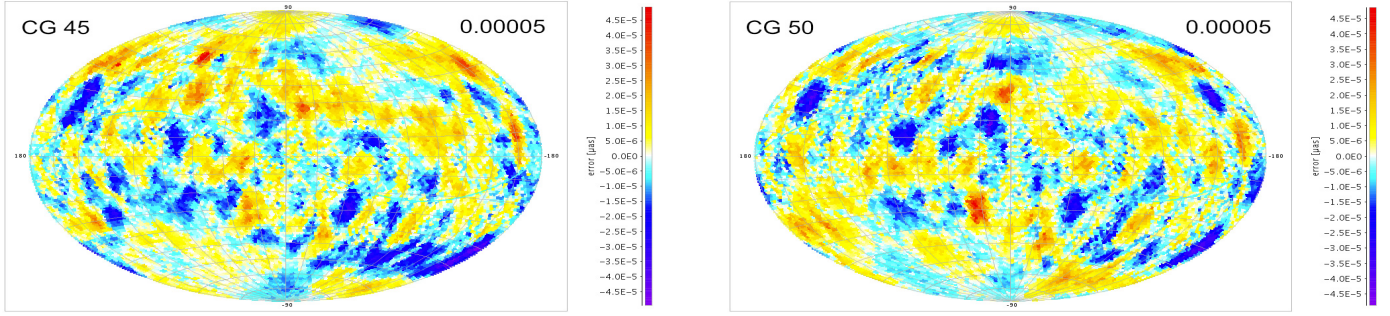 CG 45
0.00005
90
180
-180
-90
4.5E-5
4.0E-5
3.5E-5
3.0E-5
2.5E-5
2.0E-5
1.5E-5
1.0E-5
5.0E-6
0.0E0
-5.0E-6
-1.0E-5
-1.5E-5
-2.0E-5
-2.5E-5
-3.0E-5
-3.5E-5
-4.0E-5
-4.5E-5
error [μas]
CG 50
0.00005
90
180
-180
-90
4.5E-5
4.0E-5
3.5E-5
3.0E-5
2.5E-5
2.0E-5
1.5E-5
1.0E-5
5.0E-6
0.0E0
-5.0E-6
-1.0E-5
-1.5E-5
-2.0E-5
-2.5E-5
-3.0E-5
-3.5E-5
-4.0E-5
-4.5E-5
error [μas]